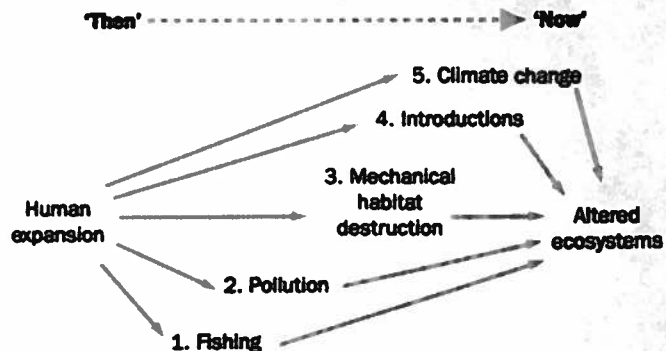 'Then' 'Now'
5. Climate change
4. Introductions
3. Mechanical
habitat
destruction
Human
expansion
Altered
ecosystems
2. Pollution
1. Fishing